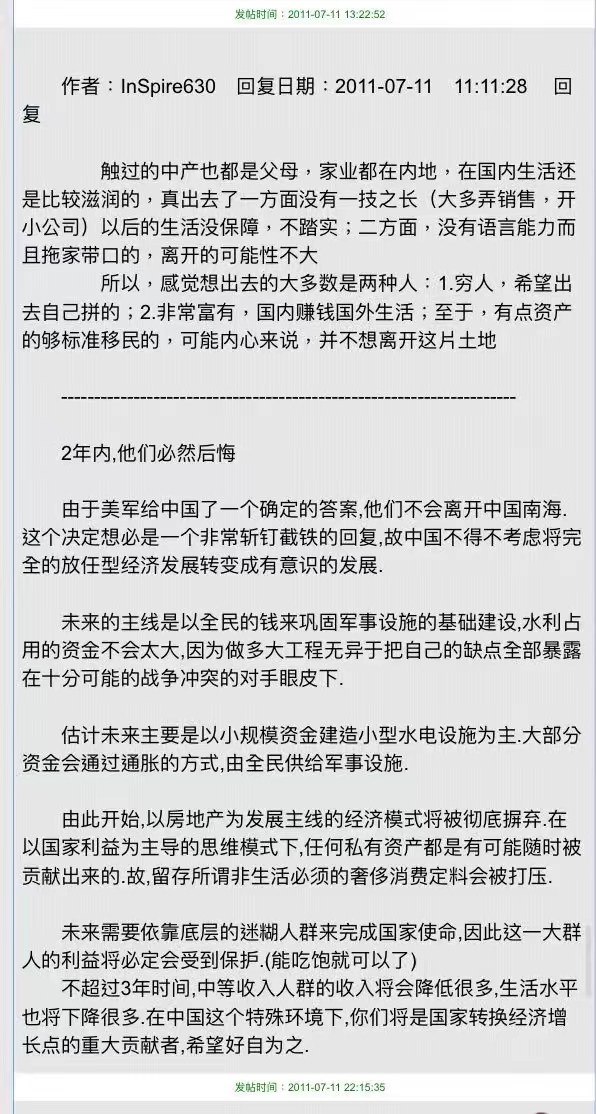 发帖时间：2011-07-11 13:22:52
作者：InSpire630 回复日期：2011-07-11 11:11:28 回
复
触过的中产也都是父母，家业都在内地，在国内生活还
是比较滋润的，真出去了一方面没有一技之长（大多弄销售，开
小公司）以后的生活没保障，不踏实；二方面，没有语言能力而
且拖家带口的，离开的可能性不大
所以，感觉想出去的大多数是两种人：1.穷人，希望出
去自己拼的；2.非常富有，国内赚钱国外生活；至于，有点资产
的够标准移民的，可能内心来说，并不想离开这片土地
----------------------------------------------------------------------
2年内,他们必然后悔
由于美军给中国了一个确定的答案,他们不会离开中国南海.
这个决定想必是一个非常斩钉截铁的回复,故中国不得不考虑将完
全的放任型经济发展转变成有意识的发展.
未来的主线是以全民的钱来巩固军事设施的基础建设,水利占
用的资金不会太大,因为做多大工程无异于把自己的缺点全部暴露
在十分可能的战争冲突的对手眼皮下.
估计未来主要是以小规模资金建造小型水电设施为主.大部分
资金会通过通胀的方式,由全民供给军事设施.
由此开始,以房地产为发展主线的经济模式将被彻底摒弃.在
以国家利益为主导的思维模式下,任何私有资产都是有可能随时被
贡献出来的.故,留存所谓非生活必须的奢侈消费定料会被打压.
未来需要依靠底层的迷糊人群来完成国家使命,因此这一大群
人的利益将必定会受到保护.(能吃饱就可以了)
不超过3年时间,中等收入人群的收入将会降低很多,生活水平
也将下降很多.在中国这个特殊环境下,你们将是国家转换经济增
长点的重大贡献者,希望好自为之.
发帖时间：2011-07-11 22:15:35